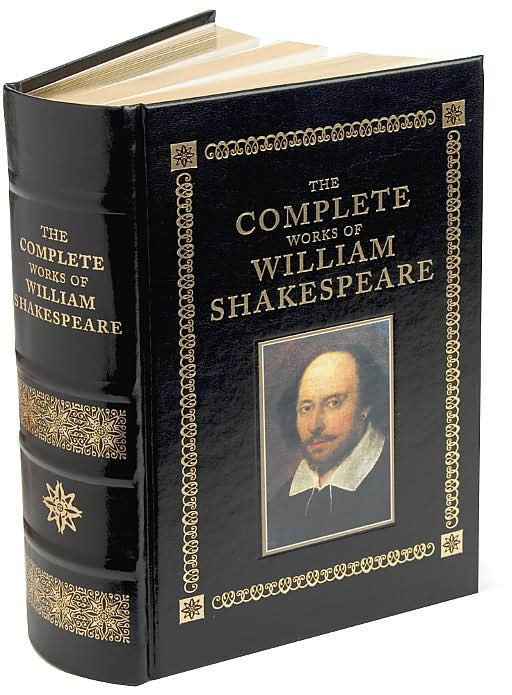 THE
COMPLETE
WORKS OF
WILLIAM
SHAKESPEARE
THE
COMPLETE
WORKS OF
WILLIAM
SHAKESPEARE